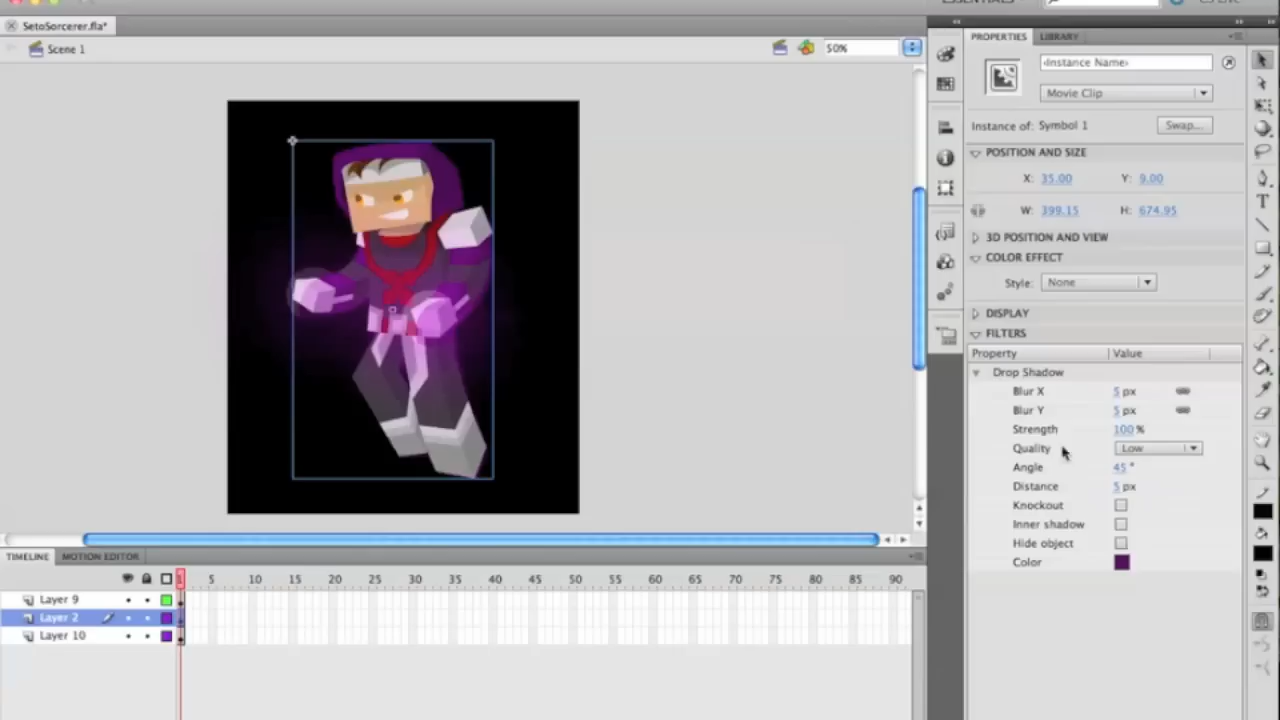 SetoSorcerer.fla*
Scene 1
50%
PROPERTIES LIBRARY
‹Instance Name›
Movie Clip
Instance of: Symbol 1 Swap...
POSITION AND SIZE
X: 35.00 Y: 9.00
W: 399.15 H: 674.95
3D POSITION AND VIEW
COLOR EFFECT
Style: None
DISPLAY
FILTERS
Property Value
Drop Shadow
Blur X 5 px
Blur Y 5 px
Strength 100 %
Quality Low
Angle 45 °
Distance 5 px
Knockout
Inner shadow
Hide object
Color
TIMELINE MOTION EDITOR
5 10 15 20 25 30 35 40 45 50 55 60 65 70 75 80 85 90
Layer 9
Layer 2
Layer 10